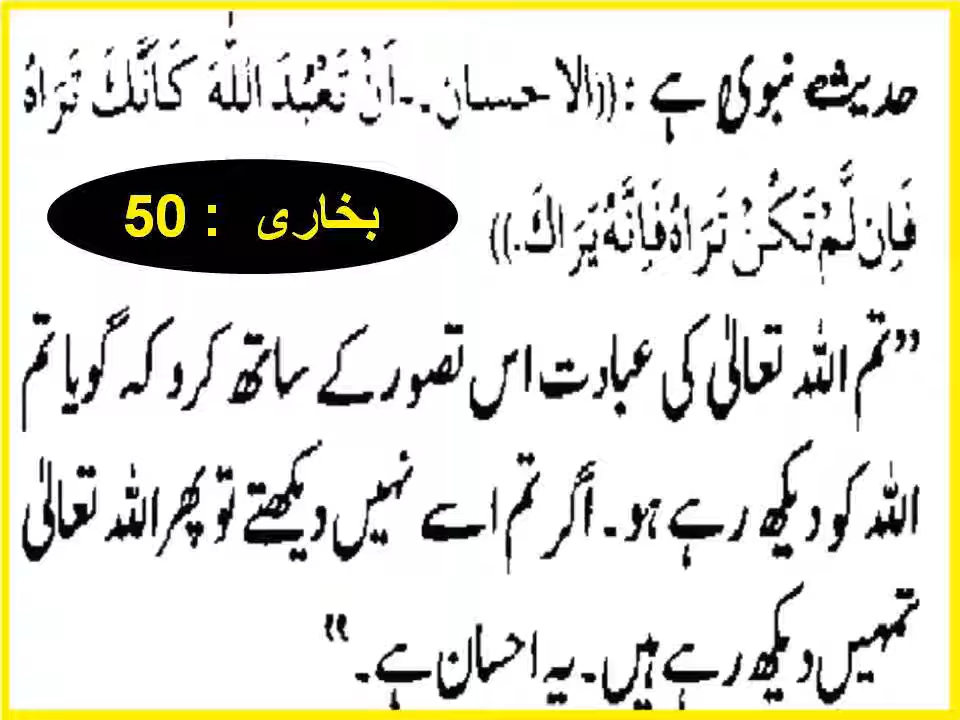 حدیث نبوی ہے : ((الاحسان۔۔اَنْ تَعْبُدَ اللّٰهَ كَاَنَّكَ تَرَاهُ
فَاِن لَّمْ تَكُنْ تَرَاهُ فَاِنَّهٗ يَرَاكَ.))
بخاری : 50
”تم اللہ تعالیٰ کی عبادت اس تصور کے ساتھ کرو کہ گویا تم
اللہ کو دیکھ رہے ہو۔ اگر تم اسے نہیں دیکھتے تو پھر اللہ تعالیٰ
تمہیں دیکھ رہے ہیں۔ یہ احسان ہے۔“